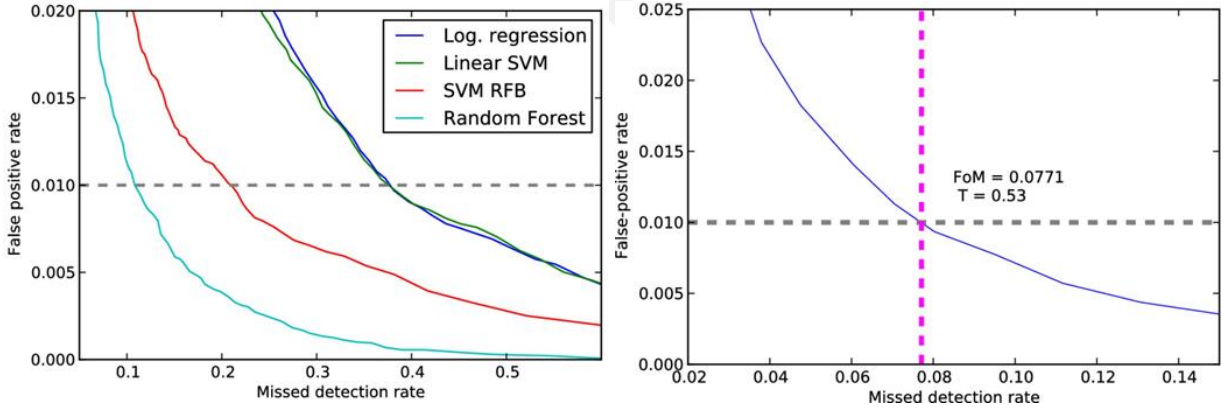 0.020
0.015
0.010
0.005
0.000
False positive rate
0.1
0.2
0.3
0.4
0.5
Missed detection rate
Log. regression
Linear SVM
SVM RFB
Random Forest
0.025
0.020
0.015
0.010
0.005
0.000
False-positive rate
FoM = 0.0771
T = 0.53
0.02
0.04
0.06
0.08
0.10
0.12
0.14
Missed detection rate